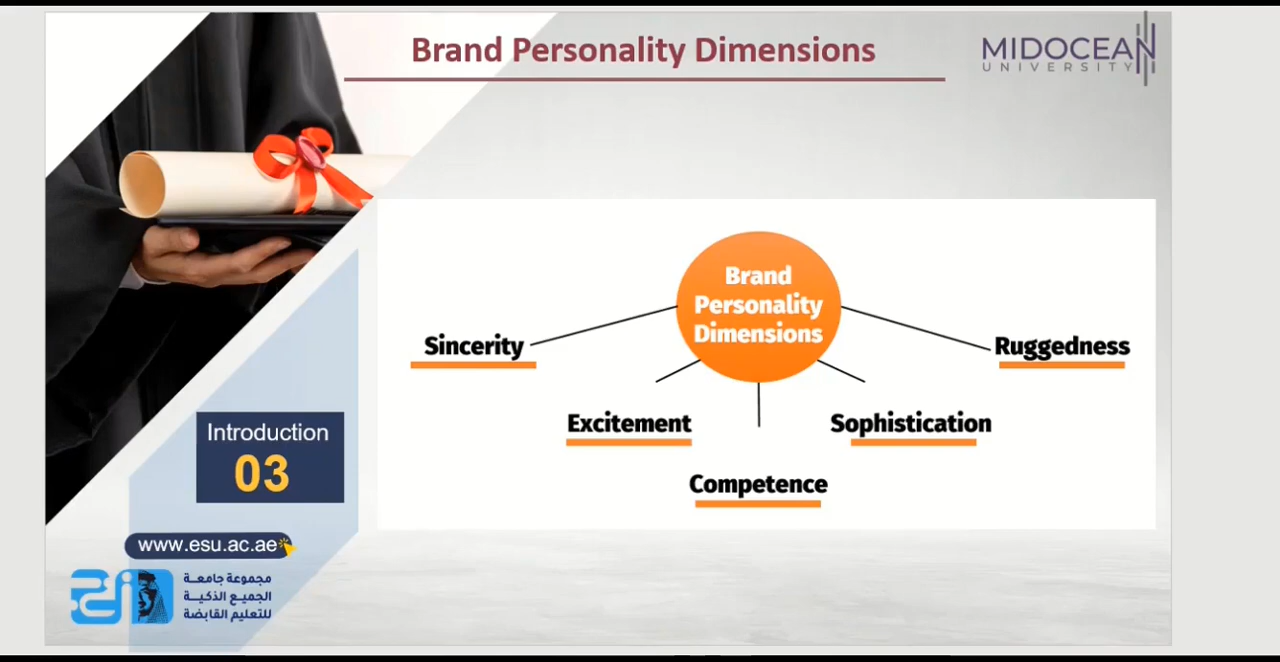 Brand Personality Dimensions
MIDOCEAN
UNIVERSITY
Brand
Personality
Dimensions
Sincerity
Ruggedness
Excitement
Sophistication
Competence
Introduction
03
www.esu.ac.ae
مجموعة جامعة
الجميع الذكية
للتعليم القابضة